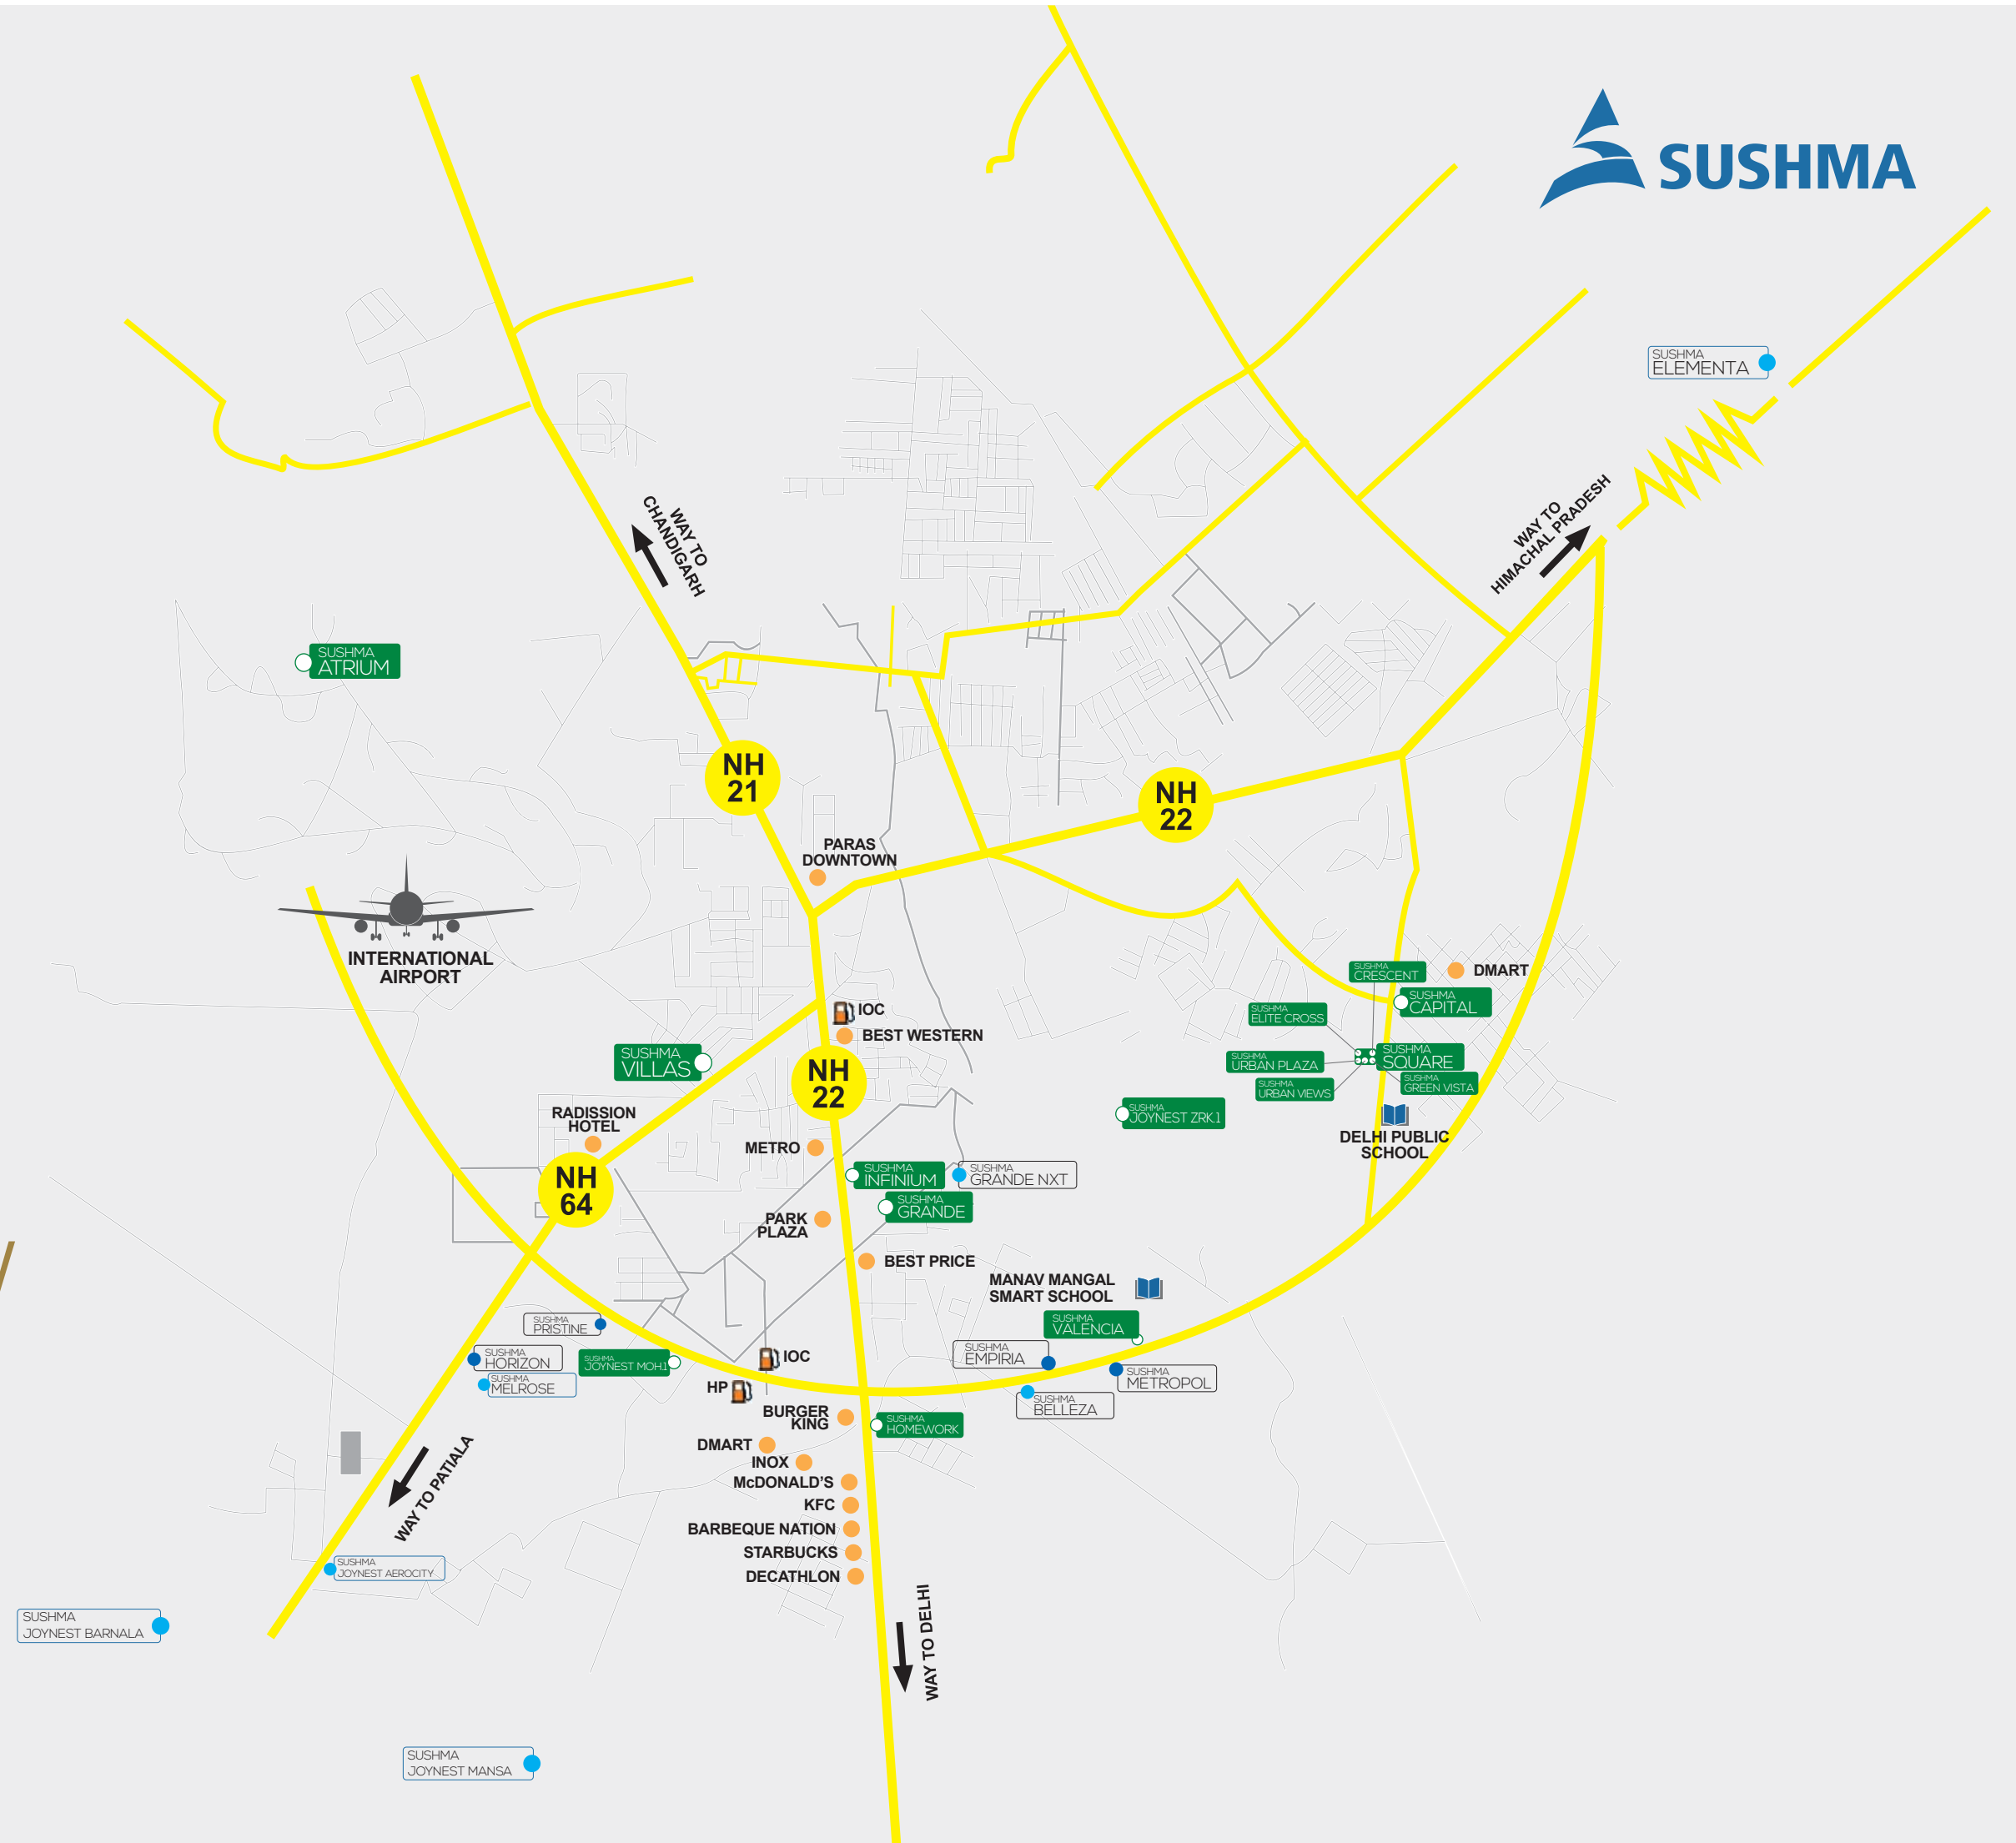 SUSHMA
SUSHMA
ELEMENTA
WAY TO
CHANDIGARH
WAY TO
HIMACHAL PRADESH
SUSHMA
ATRIUM
NH
21
NH
22
PARAS
DOWNTOWN
INTERNATIONAL
AIRPORT
SUSHMA
CRESCENT
DMART
SUSHMA
CAPITAL
SUSHMA
ELITE CROSS
IOC
BEST WESTERN
SUSHMA
VILLAS
SUSHMA
SQUARE
SUSHMA
URBAN PLAZA
SUSHMA
GREEN VISTA
SUSHMA
URBAN VIEWS
NH
22
SUSHMA
JOYNEST ZRK.1
RADISSION
HOTEL
DELHI PUBLIC
SCHOOL
METRO
NH
64
SUSHMA
INFINIUM
SUSHMA
GRANDE NXT
SUSHMA
GRANDE
PARK
PLAZA
BEST PRICE
MANAV MANGAL
SMART SCHOOL
SUSHMA
PRISTINE
SUSHMA
VALENCIA
SUSHMA
HORIZON
SUSHMA
JOYNEST MOH.1
IOC
SUSHMA
EMPIRIA
SUSHMA
METROPOL
SUSHMA
MELROSE
HP
SUSHMA
BELLEZA
BURGER
KING
SUSHMA
HOMEWORK
DMART
INOX
McDONALD'S
KFC
BARBEQUE NATION
STARBUCKS
DECATHLON
WAY TO PATIALA
SUSHMA
JOYNEST AEROCITY
SUSHMA
JOYNEST BARNALA
WAY TO DELHI
SUSHMA
JOYNEST MANSA